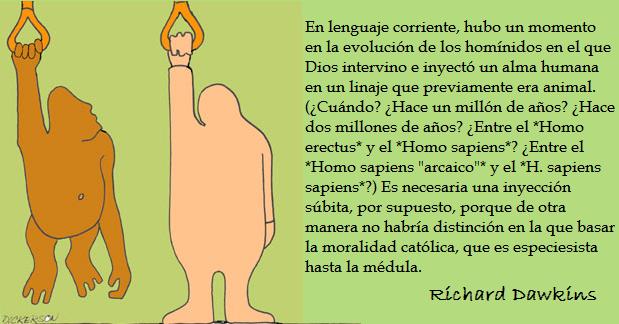 En lenguaje corriente, hubo un momento
en la evolución de los homínidos en el que
Dios intervino e inyectó un alma humana
en un linaje que previamente era animal.
(¿Cuándo? ¿Hace un millón de años? ¿Hace
dos millones de años? ¿Entre el *Homo
erectus* y el *Homo sapiens*? ¿Entre el
*Homo sapiens "arcaico"* y el *H. sapiens
sapiens*?) Es necesaria una inyección
súbita, por supuesto, porque de otra
manera no habría distinción en la que basar
la moralidad católica, que es especiesista
hasta la médula.
Richard Dawkins
DICKERSON